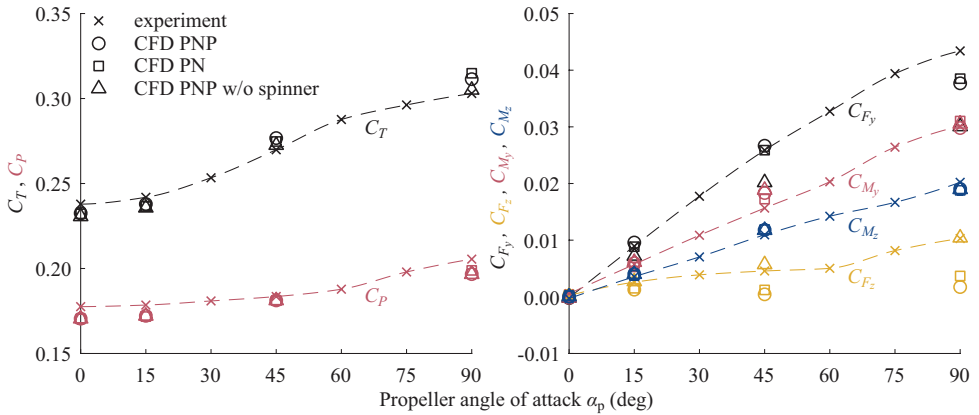 experiment
CFD PNP
CFD PN
CFD PNP w/o spinner
C_T , C_P
0.35
0.30
0.25
0.20
0.15
C_T
C_P
0 15 30 45 60 75 90
C_{F_y} , C_{F_z} , C_{M_y} , C_{M_z}
0.05
0.04
0.03
0.02
0.01
0.00
-0.01
C_{F_y}
C_{M_y}
C_{M_z}
C_{F_z}
0 15 30 45 60 75 90
Propeller angle of attack α_p (deg)